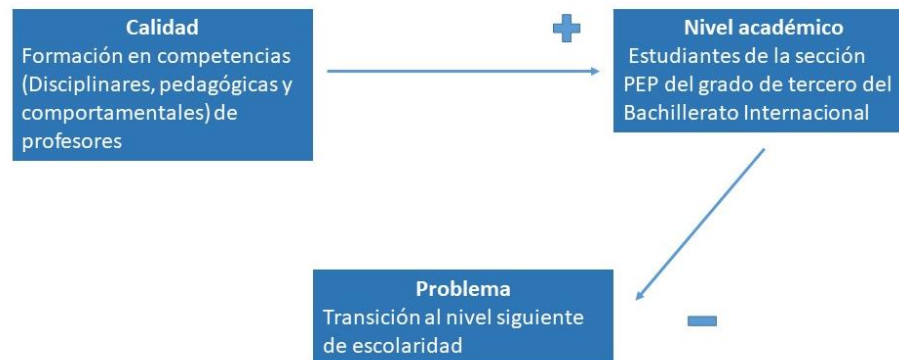 Calidad
Formación en competencias
(Disciplinares, pedagógicas y
comportamentales) de
profesores
Nivel académico
Estudiantes de la sección
PEP del grado de tercero del
Bachillerato Internacional
Problema
Transición al nivel siguiente
de escolaridad